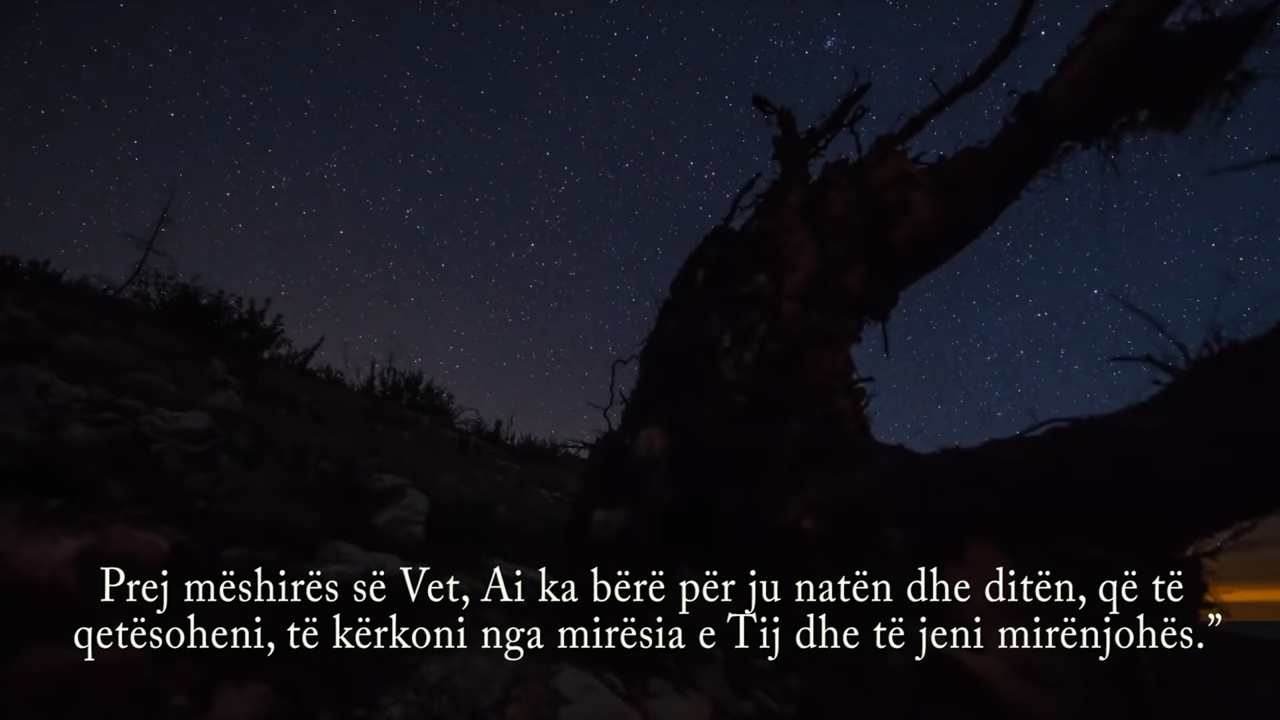 Prej mëshirës së Vet, Ai ka bërë për ju natën dhe ditën, që të
qetësoheni, të kërkoni nga mirësia e Tij dhe të jeni mirënjohës.”